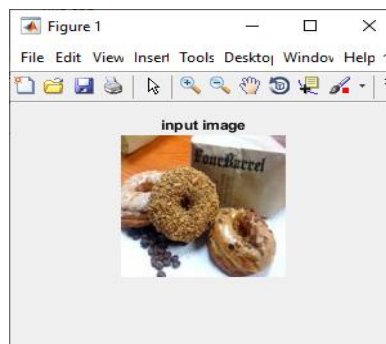 Figure 1
File Edit View Insert Tools Desktop Window Help
input image
FourBarrel